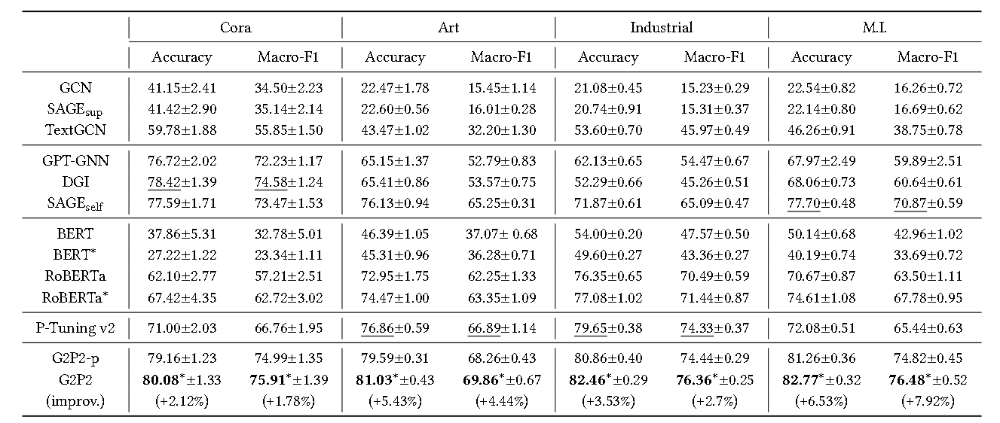 Cora Art Industrial M.I.
Accuracy Macro-F1 Accuracy Macro-F1 Accuracy Macro-F1 Accuracy Macro-F1
GCN 41.15±2.41 34.50±2.23 22.47±1.78 15.45±1.14 21.08±0.45 15.23±0.29 22.54±0.82 16.26±0.72
SAGEsup 41.42±2.90 35.14±2.14 22.60±0.56 16.01±0.28 20.74±0.91 15.31±0.37 22.14±0.80 16.69±0.62
TextGCN 59.78±1.88 55.85±1.50 43.47±1.02 32.20±1.30 53.60±0.70 45.97±0.49 46.26±0.91 38.75±0.78
GPT-GNN 76.72±2.02 72.23±1.17 65.15±1.37 52.79±0.83 62.13±0.65 54.47±0.67 67.97±2.49 59.89±2.51
DGI 78.42±1.39 74.58±1.24 65.41±0.86 53.57±0.75 52.29±0.66 45.26±0.51 68.06±0.73 60.64±0.61
SAGEself 77.59±1.71 73.47±1.53 76.13±0.94 65.25±0.31 71.87±0.61 65.09±0.47 77.70±0.48 70.87±0.59
BERT 37.86±5.31 32.78±5.01 46.39±1.05 37.07± 0.68 54.00±0.20 47.57±0.50 50.14±0.68 42.96±1.02
BERT* 27.22±1.22 23.34±1.11 45.31±0.96 36.28±0.71 49.60±0.27 43.36±0.27 40.19±0.74 33.69±0.72
RoBERTa 62.10±2.77 57.21±2.51 72.95±1.75 62.25±1.33 76.35±0.65 70.49±0.59 70.67±0.87 63.50±1.11
RoBERTa* 67.42±4.35 62.72±3.02 74.47±1.00 63.35±1.09 77.08±1.02 71.44±0.87 74.61±1.08 67.78±0.95
P-Tuning v2 71.00±2.03 66.76±1.95 76.86±0.59 66.89±1.14 79.65±0.38 74.33±0.37 72.08±0.51 65.44±0.63
G2P2-p 79.16±1.23 74.99±1.35 79.59±0.31 68.26±0.43 80.86±0.40 74.44±0.29 81.26±0.36 74.82±0.45
G2P2 80.08*±1.33 75.91*±1.39 81.03*±0.43 69.86*±0.67 82.46*±0.29 76.36*±0.25 82.77*±0.32 76.48*±0.52
(improv.) (+2.12%) (+1.78%) (+5.43%) (+4.44%) (+3.53%) (+2.7%) (+6.53%) (+7.92%)